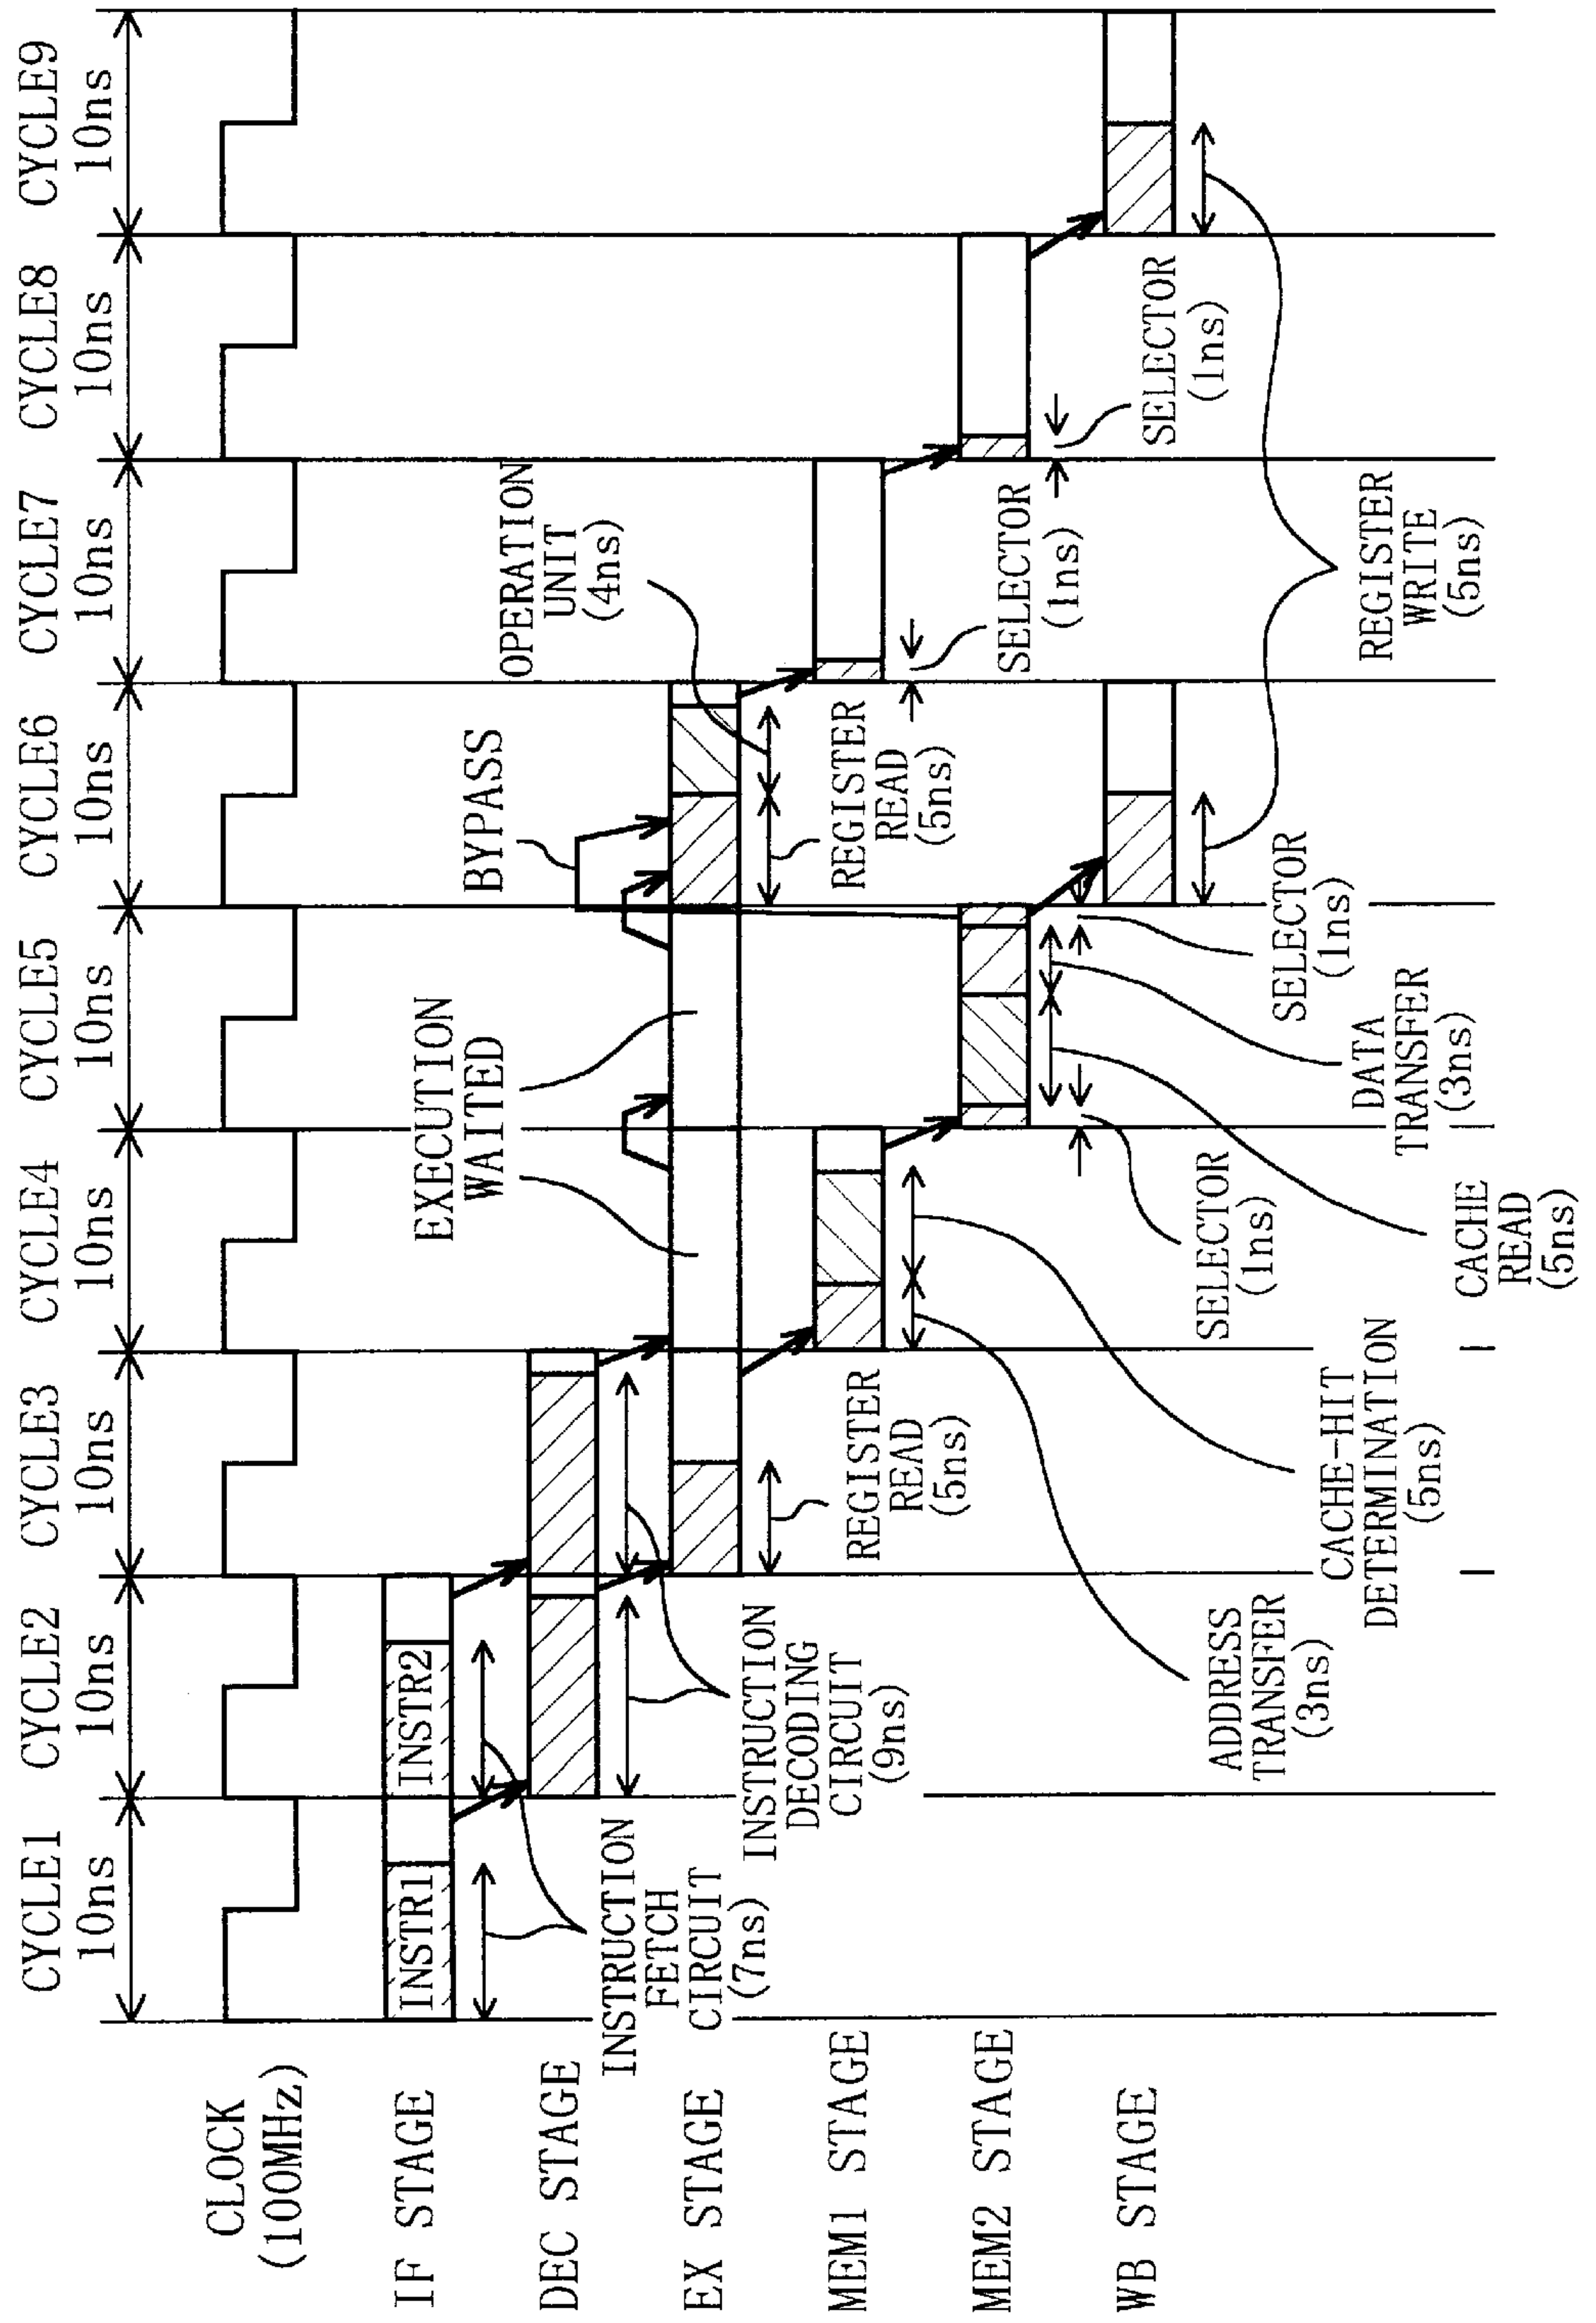 CYCLE1
10ns
CYCLE2
10ns
CYCLE3
10ns
CYCLE4
10ns
CYCLE5
10ns
CYCLE6
10ns
CYCLE7
10ns
CYCLE8
10ns
CYCLE9
10ns
CLOCK
(100MHz)
IF STAGE
INSTR1
INSTR2
INSTRUCTION
FETCH
CIRCUIT
(7ns)
DEC STAGE
INSTRUCTION
DECODING
CIRCUIT
(9ns)
EXECUTION
WAITED
BYPASS
OPERATION
UNIT
(4ns)
EX STAGE
REGISTER
READ
(5ns)
REGISTER
READ
(5ns)
MEM1 STAGE
ADDRESS
TRANSFER
(3ns)
CACHE-HIT
DETERMINATION
(5ns)
SELECTOR
(1ns)
MEM2 STAGE
SELECTOR
(1ns)
CACHE
READ
(5ns)
DATA
TRANSFER
(3ns)
SELECTOR
(1ns)
SELECTOR
(1ns)
WB STAGE
REGISTER
WRITE
(5ns)